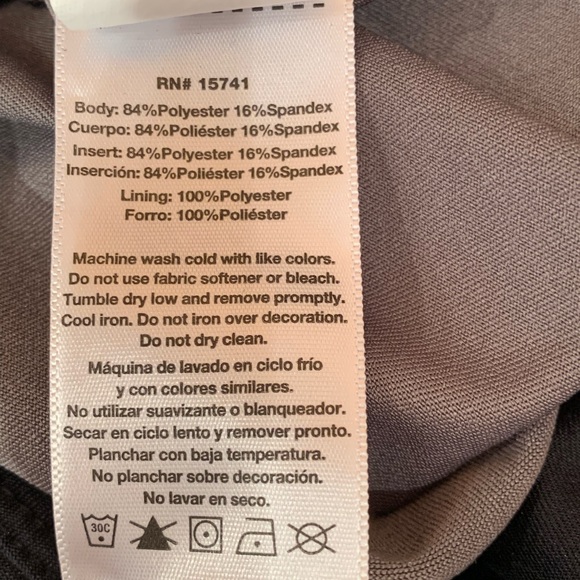 RN# 15741
Body: 84%Polyester 16%Spandex
Cuerpo: 84%Poliéster 16%Spandex
Insert: 84%Polyester 16%Spandex
Inserción: 84%Poliéster 16%Spandex
Lining: 100%Polyester
Forro: 100%Poliéster
Machine wash cold with like colors.
Do not use fabric softener or bleach.
Tumble dry low and remove promptly.
Cool iron. Do not iron over decoration.
Do not dry clean.
Máquina de lavado en ciclo frío
y con colores similares.
No utilizar suavizante o blanqueador.
Secar en ciclo lento y remover pronto.
Planchar con baja temperatura.
No planchar sobre decoración.
No lavar en seco.
30C